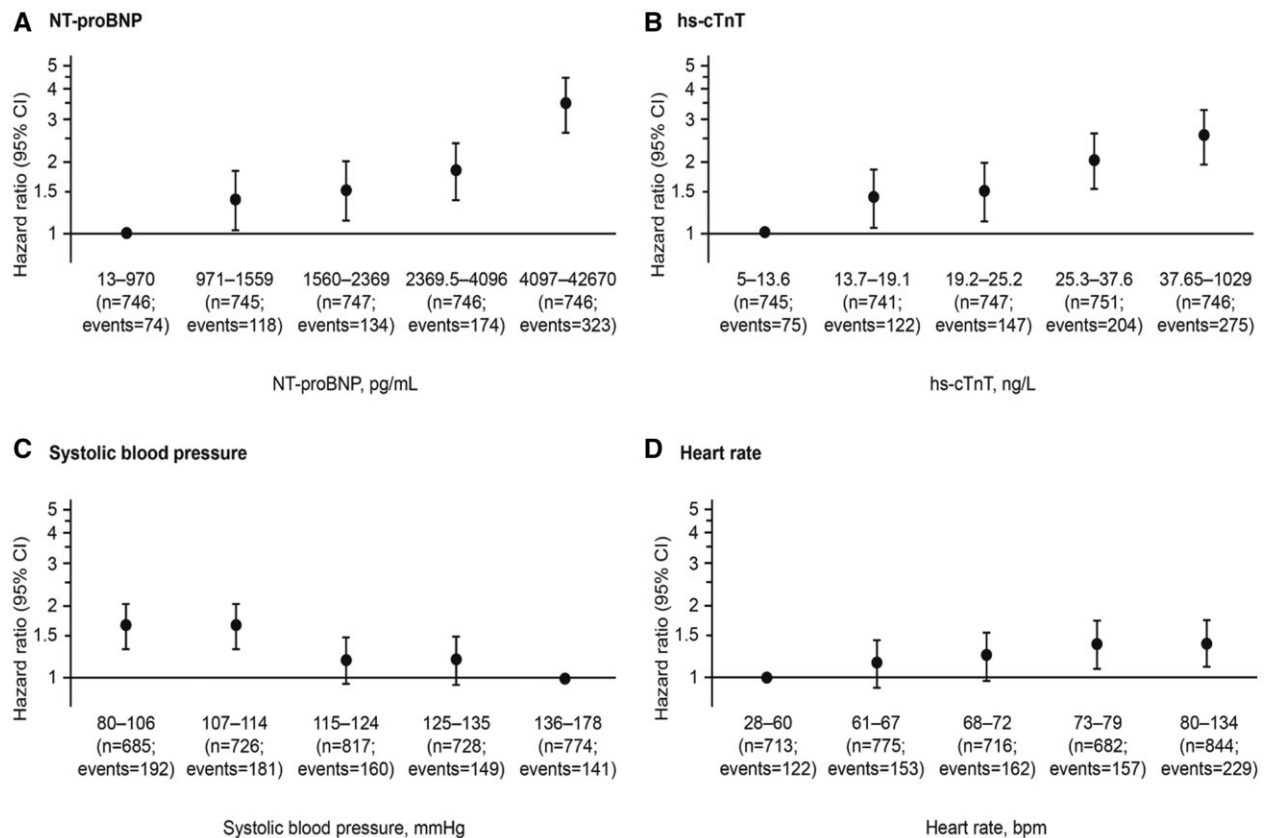 A NT-proBNP
Hazard ratio (95% CI)
5
4
3
2
1.5
1
13–970 971–1559 1560–2369 2369.5–4096 4097–42670
(n=746; (n=745; (n=747; (n=746; (n=746;
events=74) events=118) events=134) events=174) events=323)
NT-proBNP, pg/mL
B hs-cTnT
Hazard ratio (95% CI)
5
4
3
2
1.5
1
5–13.6 13.7–19.1 19.2–25.2 25.3–37.6 37.65–1029
(n=745; (n=741; (n=747; (n=751; (n=746;
events=75) events=122) events=147) events=204) events=275)
hs-cTnT, ng/L
C Systolic blood pressure
Hazard ratio (95% CI)
5
4
3
2
1.5
1
80–106 107–114 115–124 125–135 136–178
(n=685; (n=726; (n=817; (n=728; (n=774;
events=192) events=181) events=160) events=149) events=141)
Systolic blood pressure, mmHg
D Heart rate
Hazard ratio (95% CI)
5
4
3
2
1.5
1
28–60 61–67 68–72 73–79 80–134
(n=713; (n=775; (n=716; (n=682; (n=844;
events=122) events=153) events=162) events=157) events=229)
Heart rate, bpm